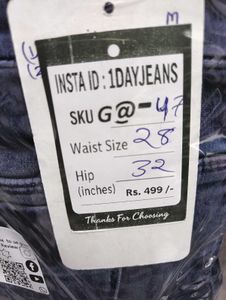 M
INSTA ID : 1DAYJEANS
SKU G@-47
Waist Size 28
Hip 32
(inches) Rs. 499 /-
Thanks For Choosing